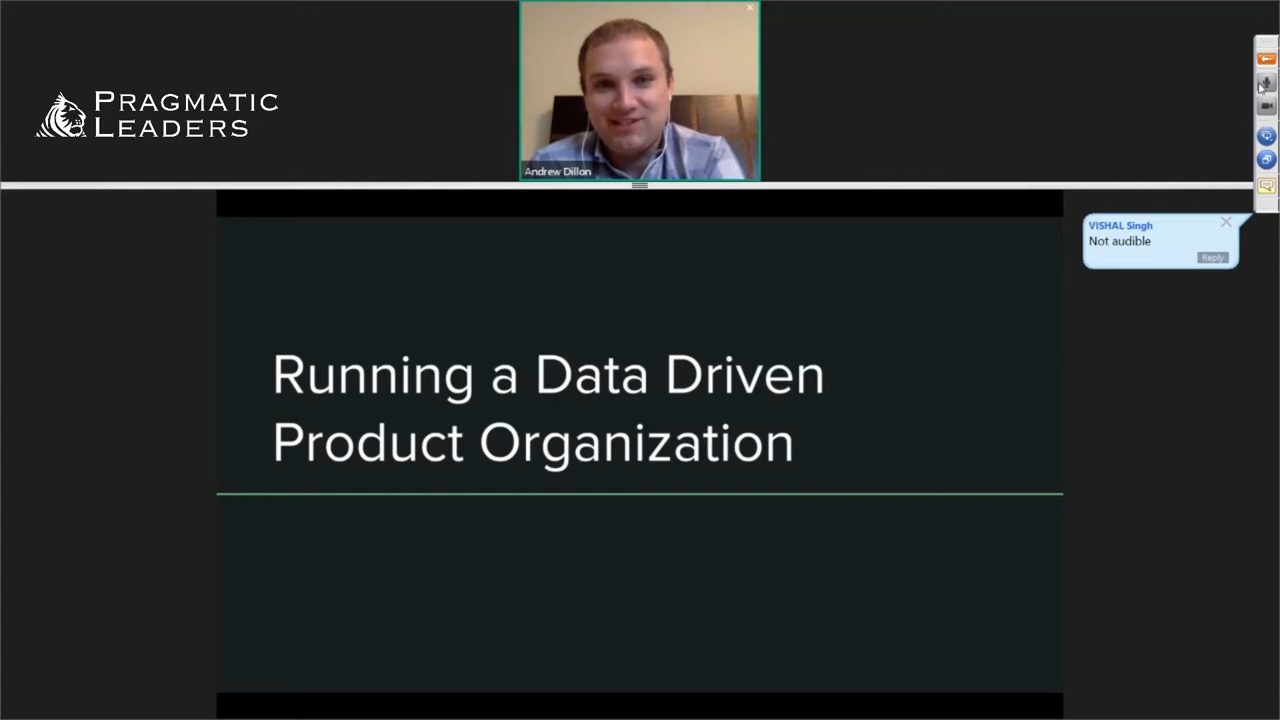 PRAGMATIC
LEADERS
Andrew Dillon
VISHAL Singh
Not audible
Reply
Running a Data Driven
Product Organization